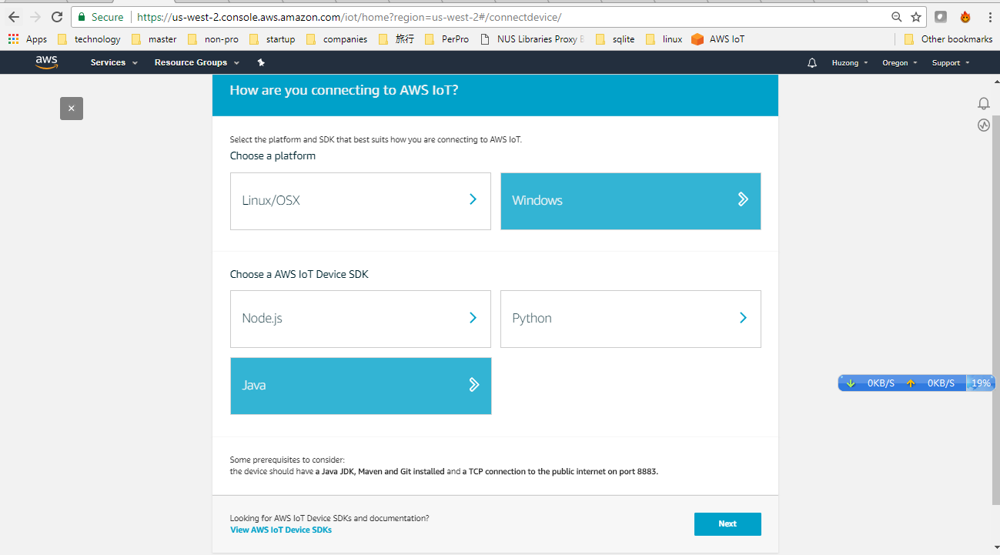 Secure https://us-west-2.console.aws.amazon.com/iot/home?region=us-west-2#/connectdevice/
Apps technology master non-pro startup companies 旅行 PerPro NUS Libraries Proxy sqlite linux AWS IoT Other bookmarks
aws Services Resource Groups Huzong Oregon Support
How are you connecting to AWS IoT?
Select the platform and SDK that best suits how you are connecting to AWS IoT.
Choose a platform
Linux/OSX Windows
Choose a AWS IoT Device SDK
Node.js Python
0KB/S 0KB/S 19%
Java
Some prerequisites to consider:
the device should have a Java JDK, Maven and Git installed and a TCP connection to the public internet on port 8883.
Looking for AWS IoT Device SDKs and documentation?
View AWS IoT Device SDKs
Next